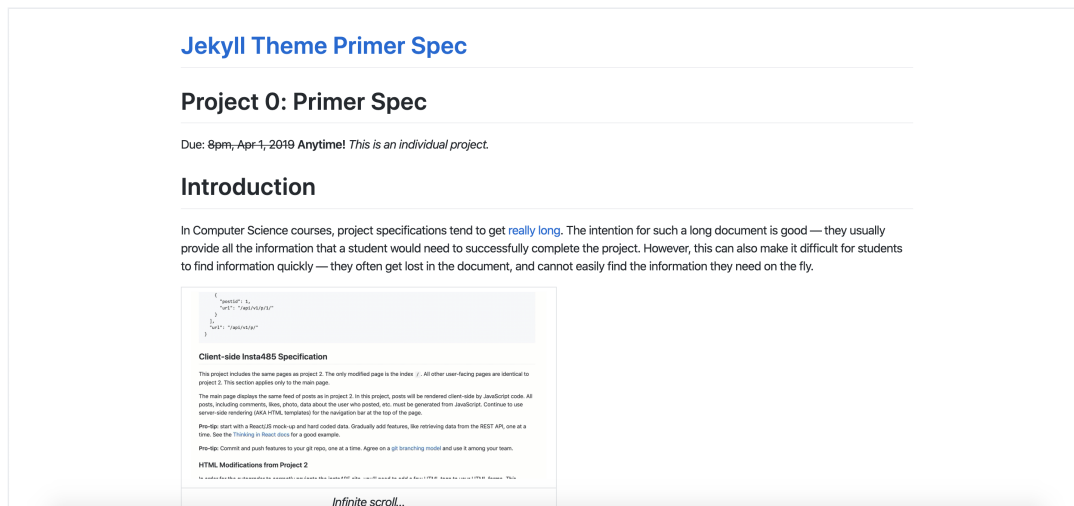 Jekyll Theme Primer Spec
Project 0: Primer Spec
Due: 8pm, Apr 1, 2019 Anytime! This is an individual project.
Introduction
In Computer Science courses, project specifications tend to get really long. The intention for such a long document is good — they usually
provide all the information that a student would need to successfully complete the project. However, this can also make it difficult for students
to find information quickly — they often get lost in the document, and cannot easily find the information they need on the fly.
{
"postid": 1,
"url": "/api/v1/p/1/"
}
],
"url": "/api/v1/p/"
}
Client-side Insta485 Specification
This project includes the same pages as project 2. The only modified page is the index /. All other user-facing pages are identical to
project 2. This section applies only to the main page.
The main page displays the same feed of posts as in project 2. In this project, posts will be rendered client-side by JavaScript code. All
posts, including comments, likes, photo, data about the user who posted, etc. must be generated from JavaScript. Continue to use
server-side rendering (AKA HTML templates) for the navigation bar at the top of the page.
Pro-tip: start with a React/JS mock-up and hard coded data. Gradually add features, like retrieving data from the REST API, one at a
time. See the Thinking in React docs for a good example.
Pro-tip: Commit and push features to your git repo, one at a time. Agree on a git branching model and use it among your team.
HTML Modifications from Project 2
Infinite scroll...